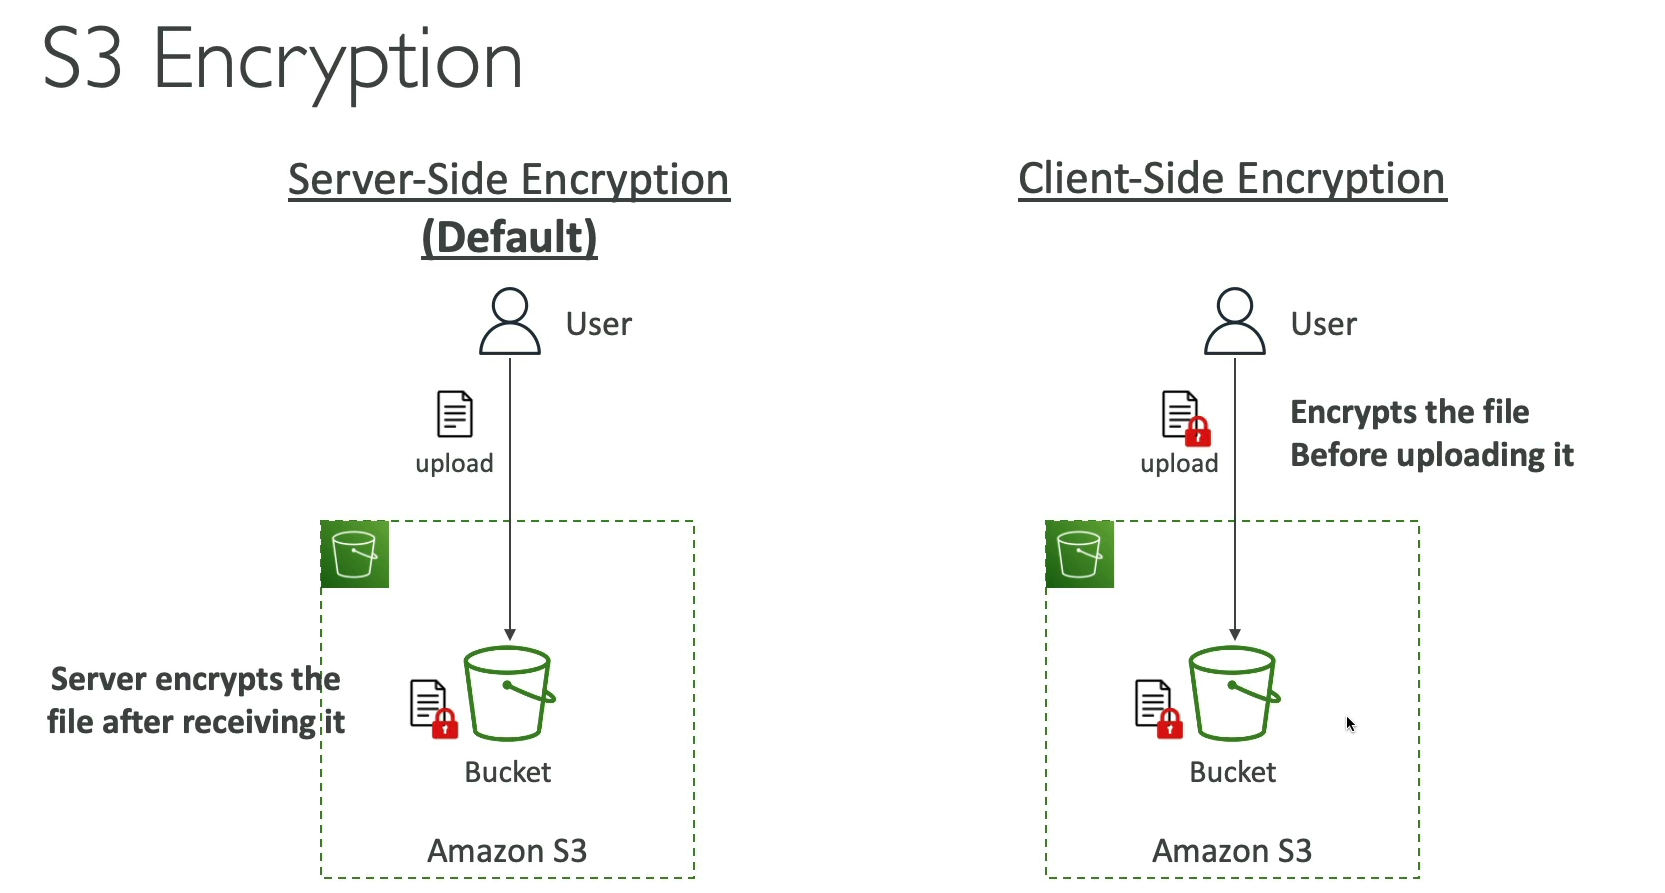 S3 Encryption
Server-Side Encryption
(Default)
User
upload
Server encrypts the
file after receiving it
Bucket
Amazon S3
Client-Side Encryption
User
upload
Encrypts the file
Before uploading it
Bucket
Amazon S3